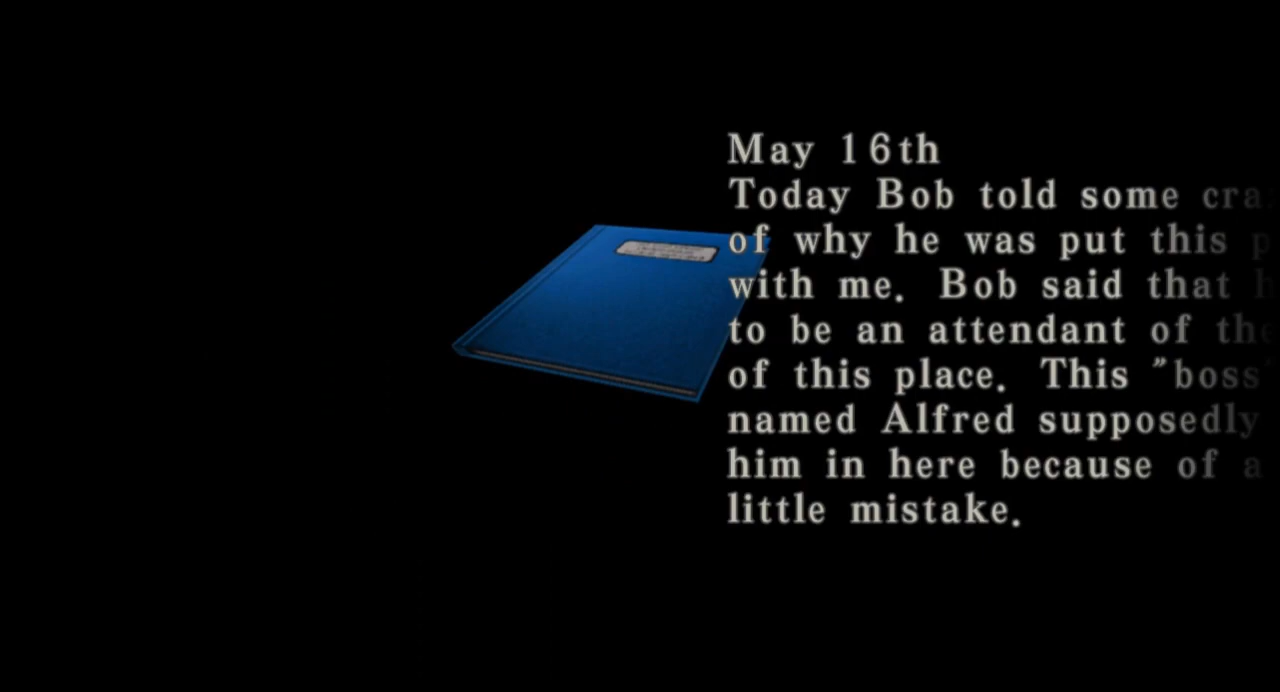 May 16th
Today Bob told some
of why he was put this
with me. Bob said that
to be an attendant of the
of this place. This "boss"
named Alfred supposedly
him in here because of a
little mistake.